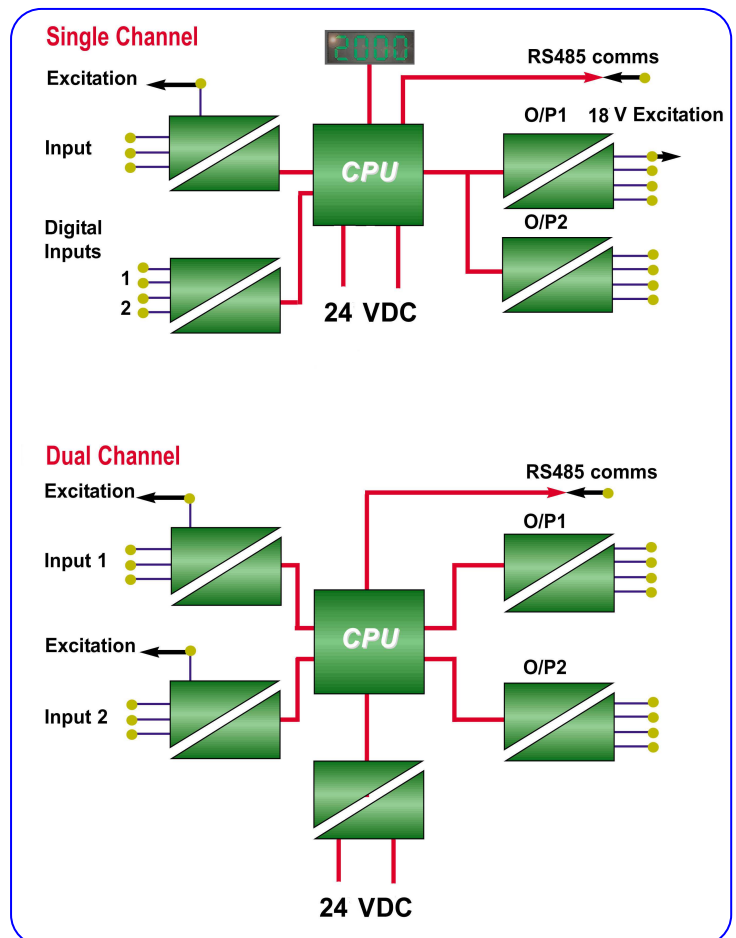 Single Channel
2000
RS485 comms
Excitation
O/P1
18 V Excitation
Input
CPU
Digital
Inputs
O/P2
1
2
24 VDC
Dual Channel
RS485 comms
Excitation
O/P1
Input 1
CPU
Excitation
O/P2
Input 2
24 VDC